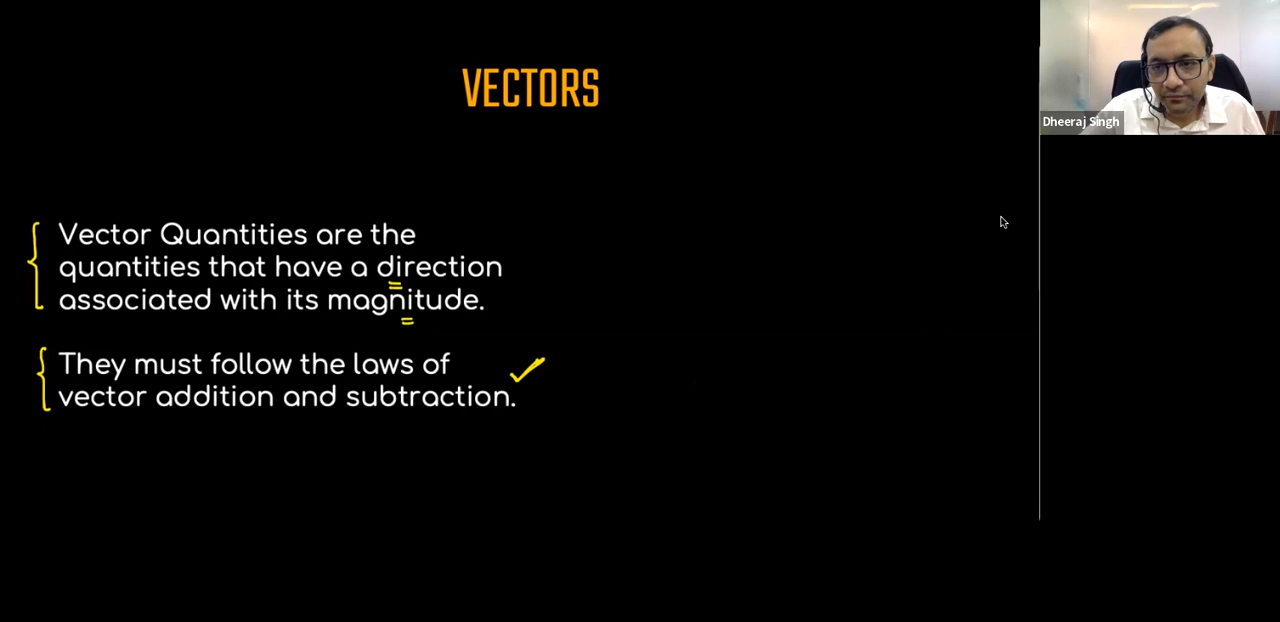 VECTORS
Dheeraj Singh
Vector Quantities are the
quantities that have a direction
associated with its magnitude.
They must follow the laws of
vector addition and subtraction.